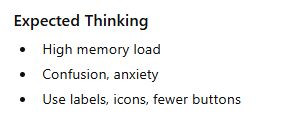 Expected Thinking
• High memory load
• Confusion, anxiety
• Use labels, icons, fewer buttons